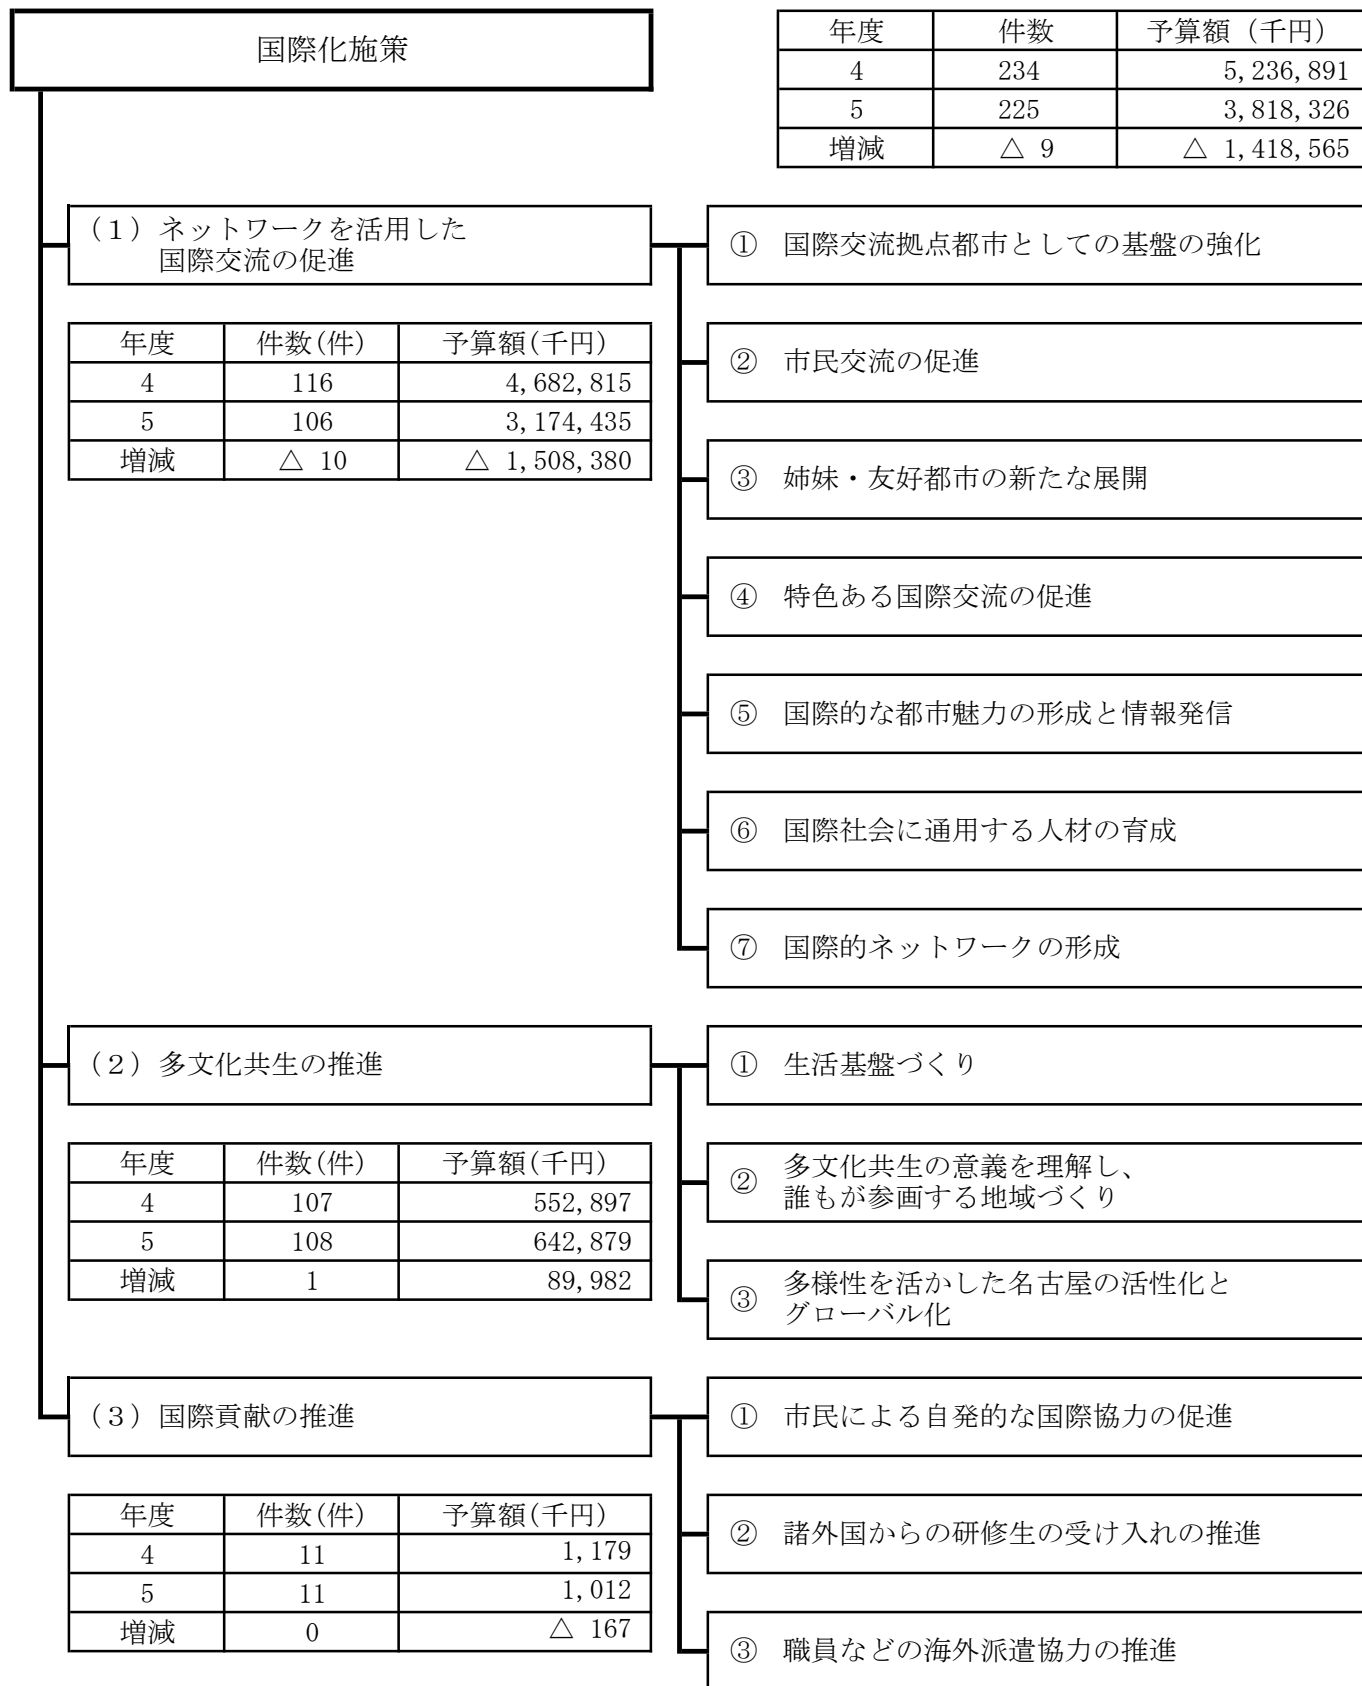 国際化施策
年度 件数 予算額（千円）
4 234 5,236,891
5 225 3,818,326
増減 △ 9 △ 1,418,565
（１）ネットワークを活用した
国際交流の促進
年度 件数(件) 予算額(千円)
4 116 4,682,815
5 106 3,174,435
増減 △ 10 △ 1,508,380
① 国際交流拠点都市としての基盤の強化
② 市民交流の促進
③ 姉妹・友好都市の新たな展開
④ 特色ある国際交流の促進
⑤ 国際的な都市魅力の形成と情報発信
⑥ 国際社会に通用する人材の育成
⑦ 国際的ネットワークの形成
（２）多文化共生の推進
年度 件数(件) 予算額(千円)
4 107 552,897
5 108 642,879
増減 1 89,982
① 生活基盤づくり
② 多文化共生の意義を理解し、
誰もが参画する地域づくり
③ 多様性を活かした名古屋の活性化と
グローバル化
（３）国際貢献の推進
年度 件数(件) 予算額(千円)
4 11 1,179
5 11 1,012
増減 0 △ 167
① 市民による自発的な国際協力の促進
② 諸外国からの研修生の受け入れの推進
③ 職員などの海外派遣協力の推進